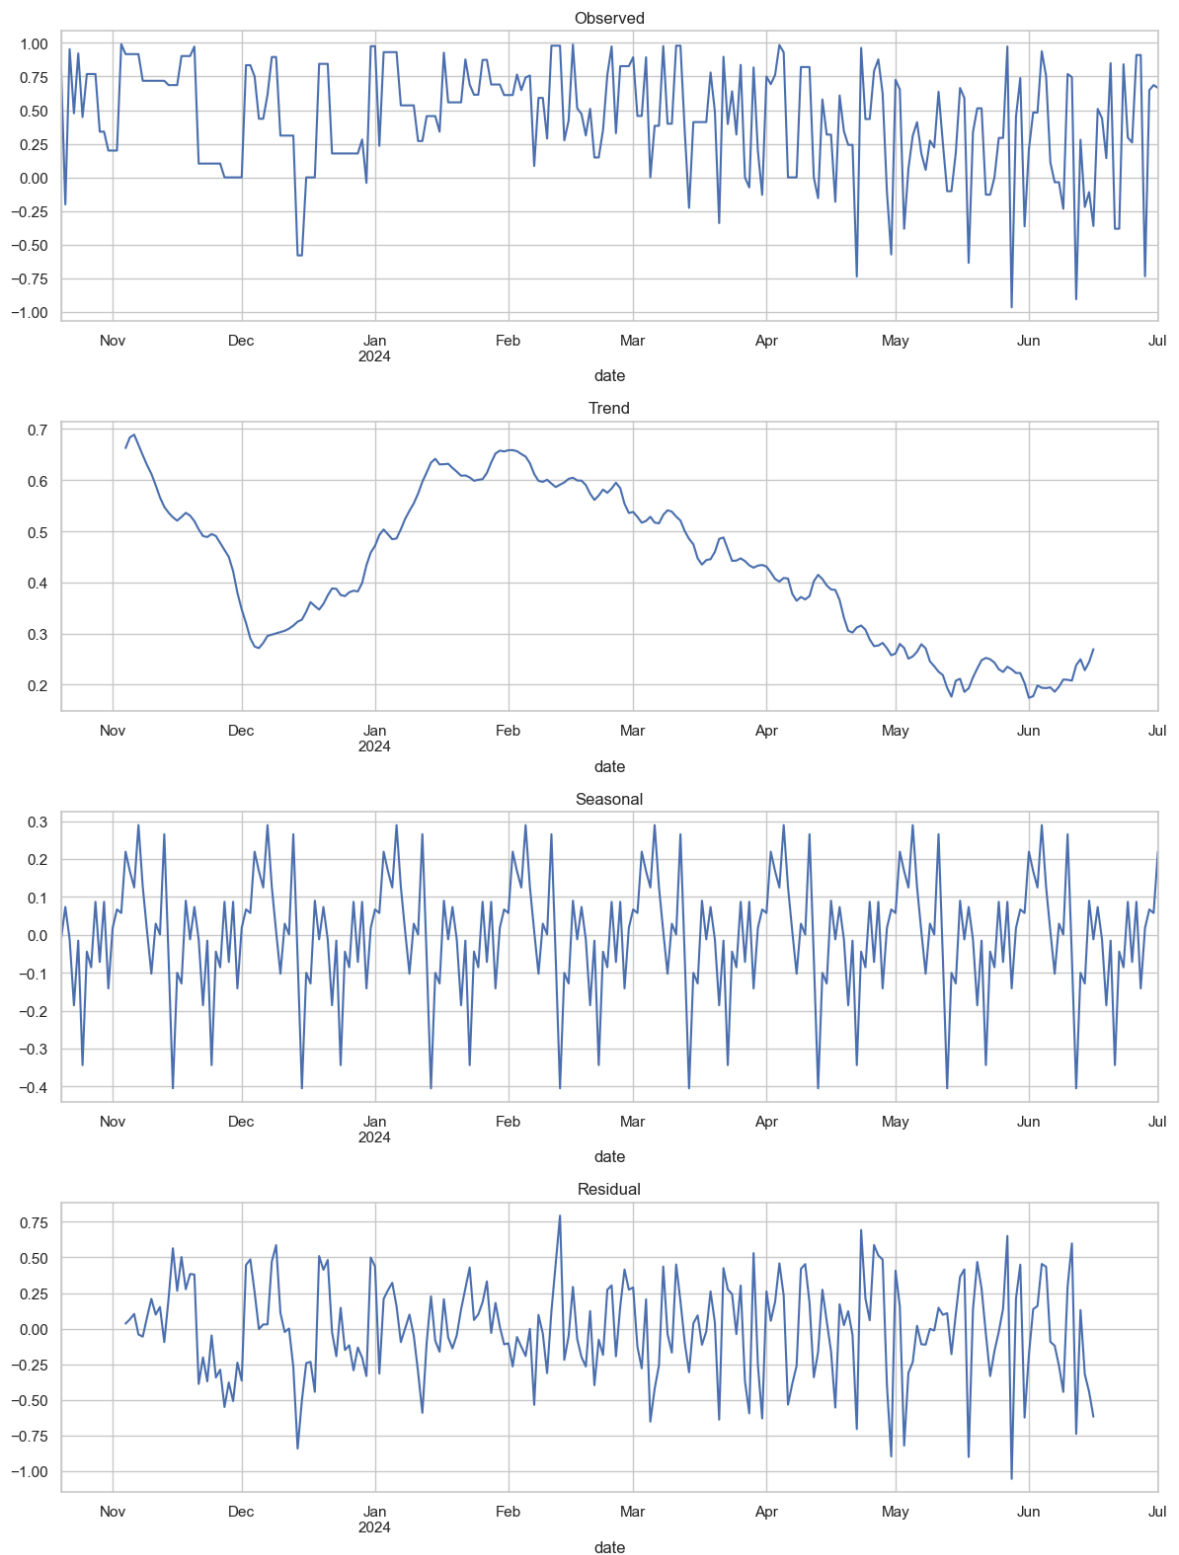 Observed
1.00
0.75
0.50
0.25
0.00
−0.25
−0.50
−0.75
−1.00
Nov Dec Jan Feb Mar Apr May Jun Jul
2024
date
Trend
0.7
0.6
0.5
0.4
0.3
0.2
Nov Dec Jan Feb Mar Apr May Jun Jul
2024
date
Seasonal
0.3
0.2
0.1
0.0
−0.1
−0.2
−0.3
−0.4
Nov Dec Jan Feb Mar Apr May Jun Jul
2024
date
Residual
0.75
0.50
0.25
0.00
−0.25
−0.50
−0.75
−1.00
Nov Dec Jan Feb Mar Apr May Jun Jul
2024
date